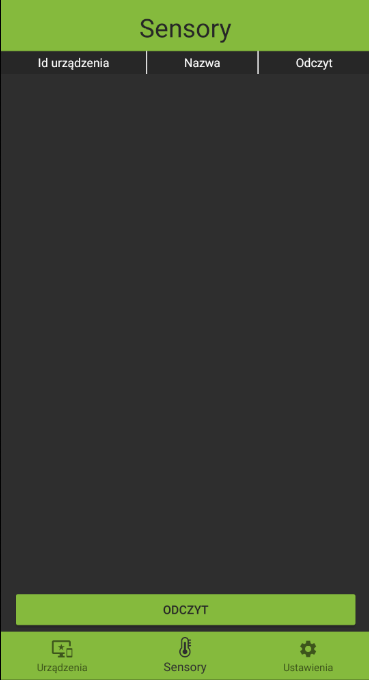 Sensory
Id urządzenia Nazwa Odczyt
ODCZYT
Urządzenia Sensory Ustawienia